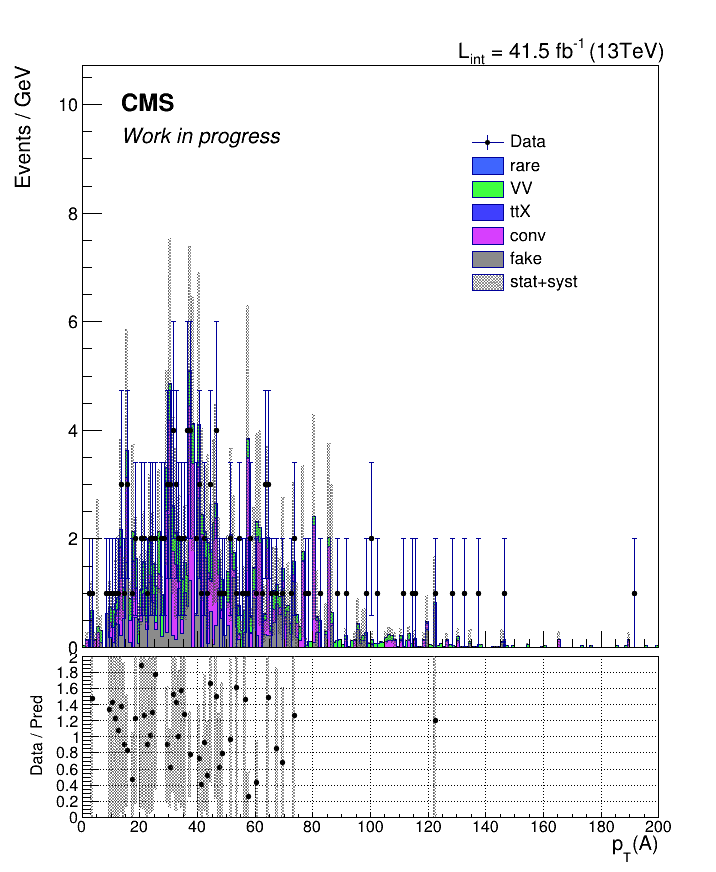 L_int = 41.5 fb^-1 (13TeV)
Events / GeV
CMS
Work in progress
Data
rare
VV
ttX
conv
fake
stat+syst
10
8
6
4
2
0
Data / Pred
2
1.8
1.6
1.4
1.2
1
0.8
0.6
0.4
0.2
0
0 20 40 60 80 100 120 140 160 180 200
p_T(A)